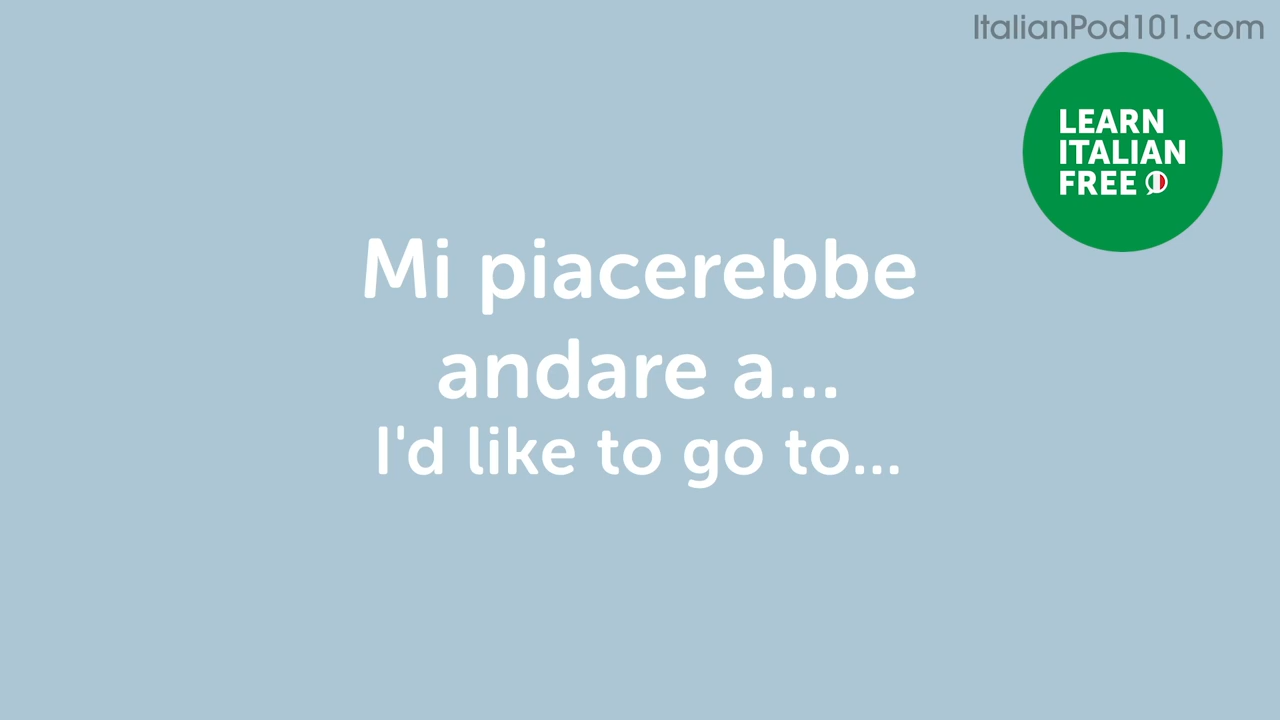 ItalianPod101.com
LEARN
ITALIAN
FREE
Mi piacerebbe
andare a...
I'd like to go to...